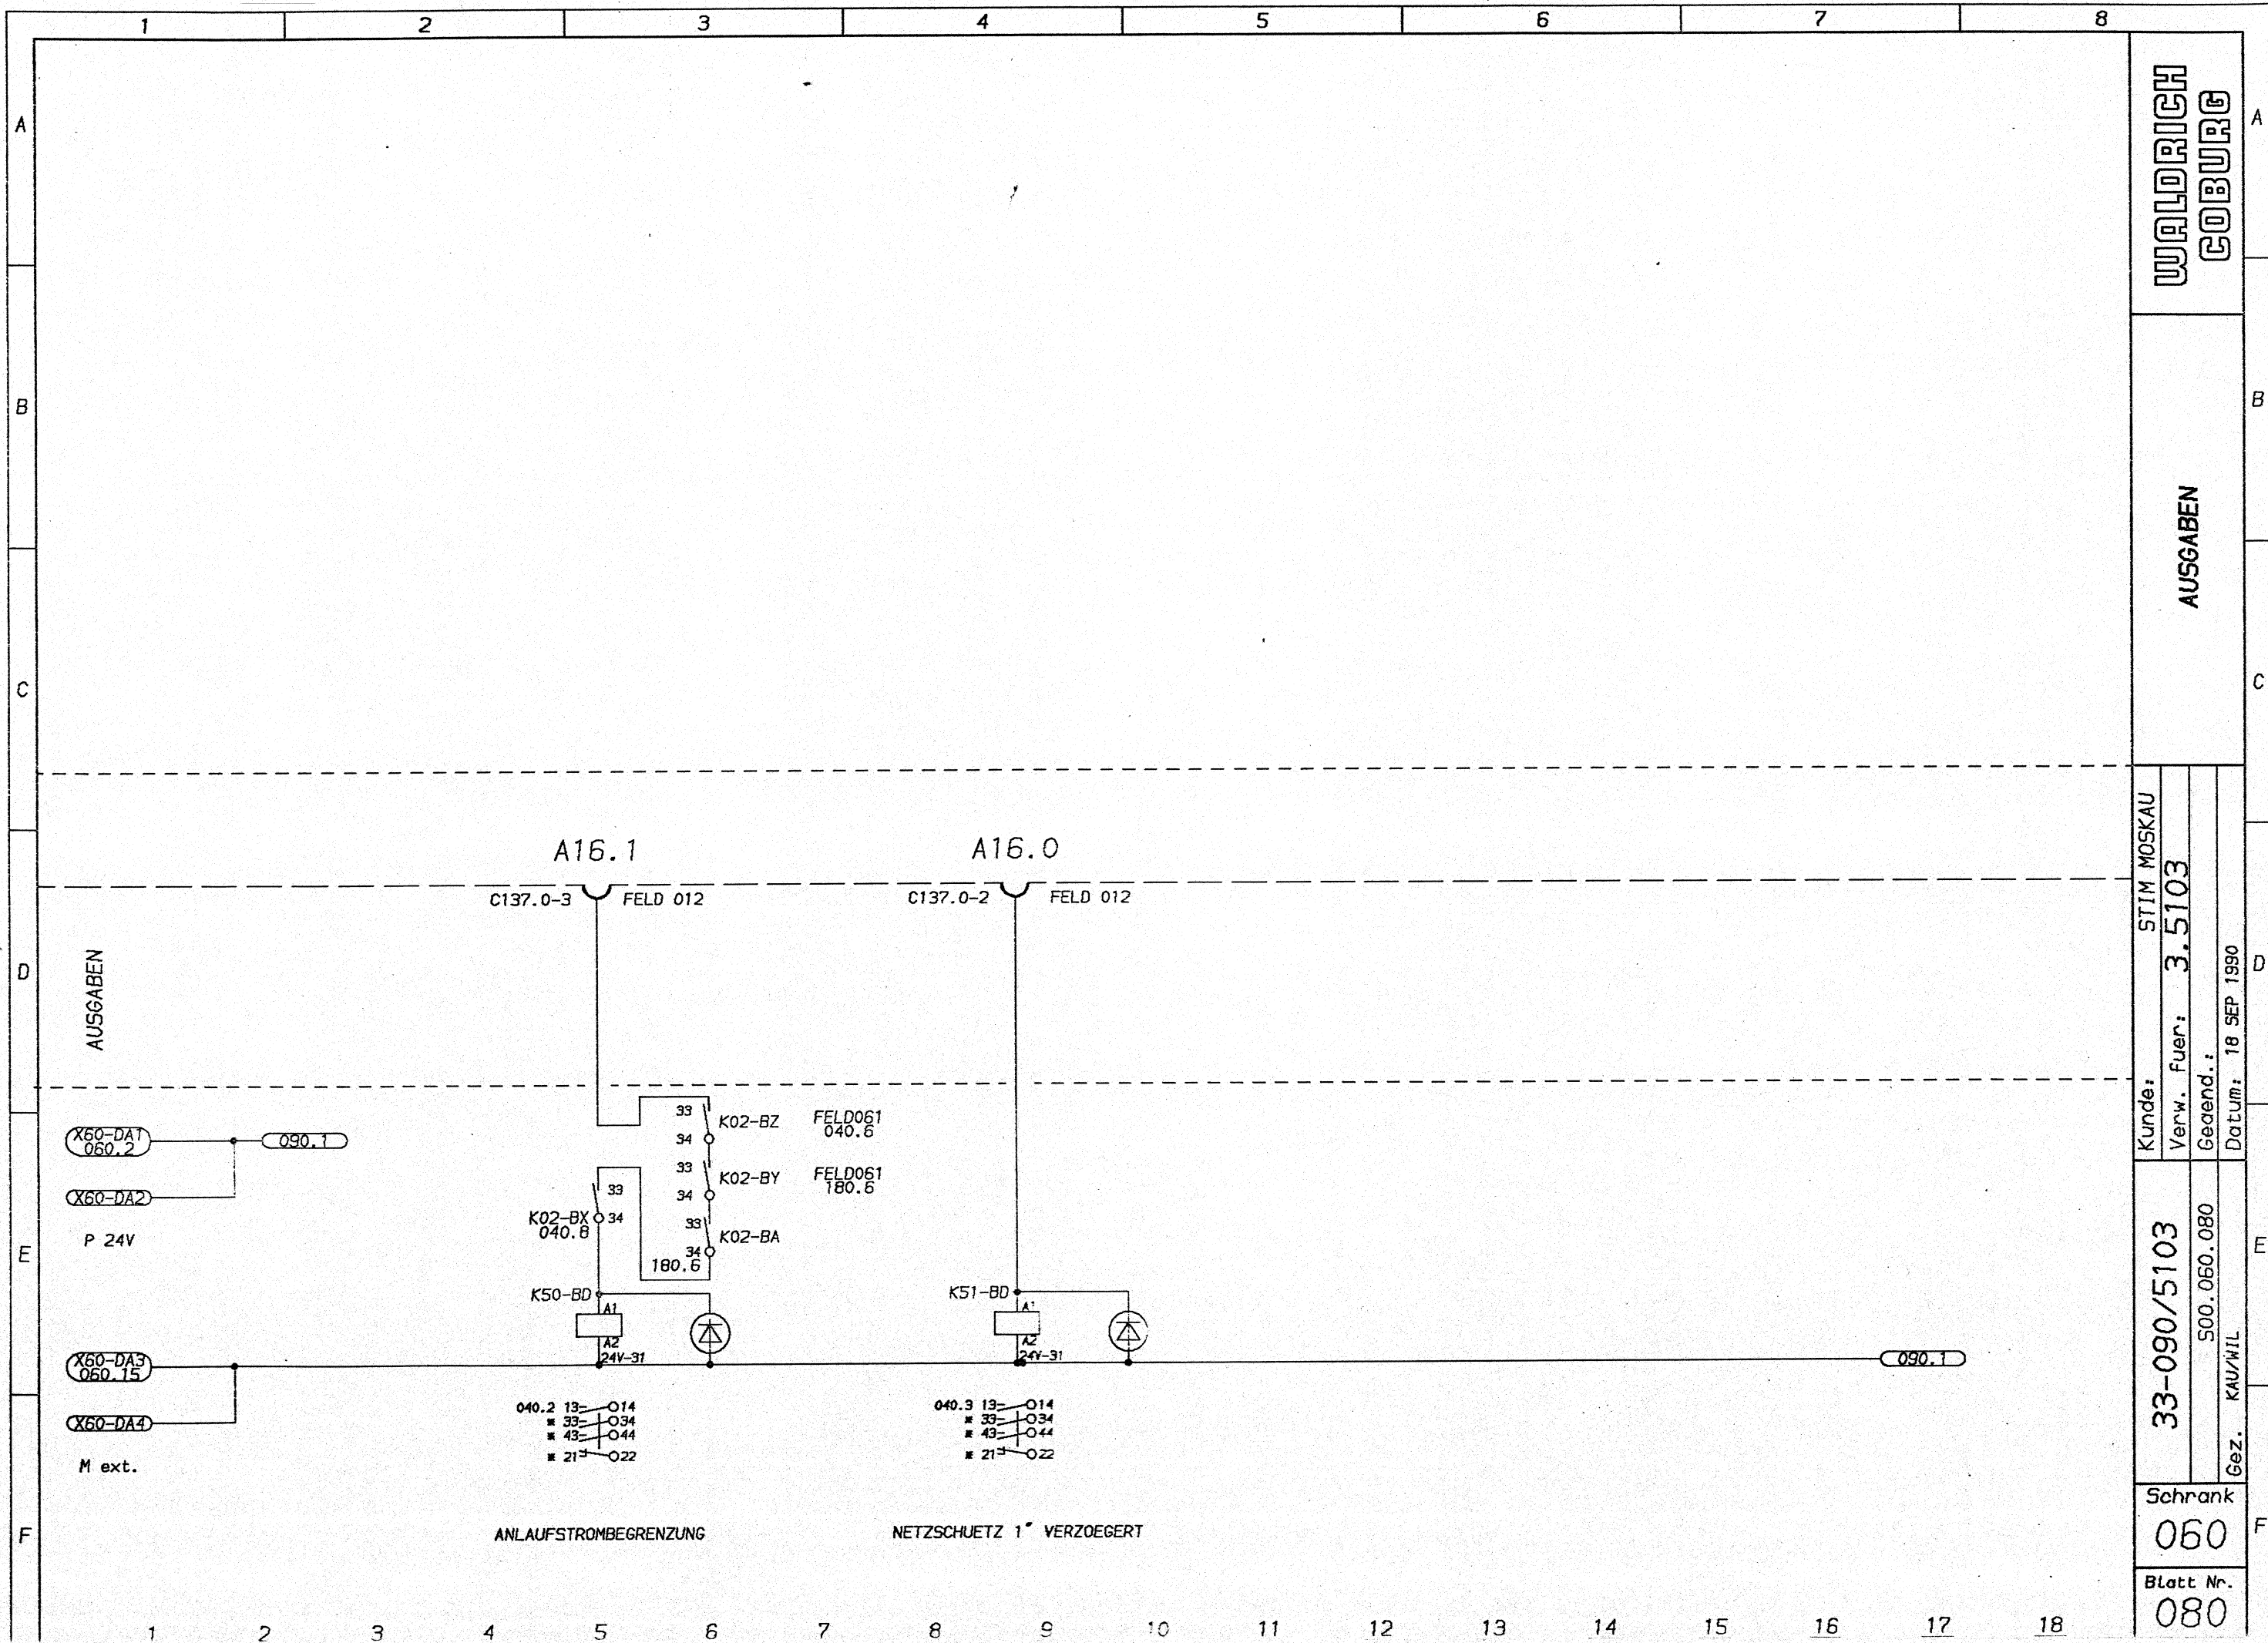 1 2 3 4 5 6 7 8
A
B
C
D
E
F
A16.1
A16.0
C137.0-3
FELD 012
C137.0-2
FELD 012
AUSGABEN
X60-DA1
060.2
090.1
X60-DA2
P 24V
33
34
K02-BZ
FELD061
040.6
33
34
K02-BY
FELD061
180.6
33
34
K02-BX
040.8
33
34
K02-BA
180.6
K50-BD
A1
A2
24V-31
K51-BD
A1
A2
24V-31
X60-DA3
060.15
090.1
X60-DA4
M ext.
040.2 13 14
* 33 34
* 43 44
* 21 22
040.3 13 14
* 33 34
* 43 44
* 21 22
ANLAUFSTROMBEGRENZUNG
NETZSCHUETZ 1" VERZOEGERT
1 2 3 4 5 6 7 8 9 10 11 12 13 14 15 16 17 18
WALDRICH
COBURG
AUSGABEN
Kunde: STIM MOSKAU
Verw. fuer: 3.5103
Geaend.:
Datum: 18 SEP 1990
33-090/5103
S00.060.080
Gez. KAU/WIL
Schrank
060
Blatt Nr.
080
A
B
C
D
E
F